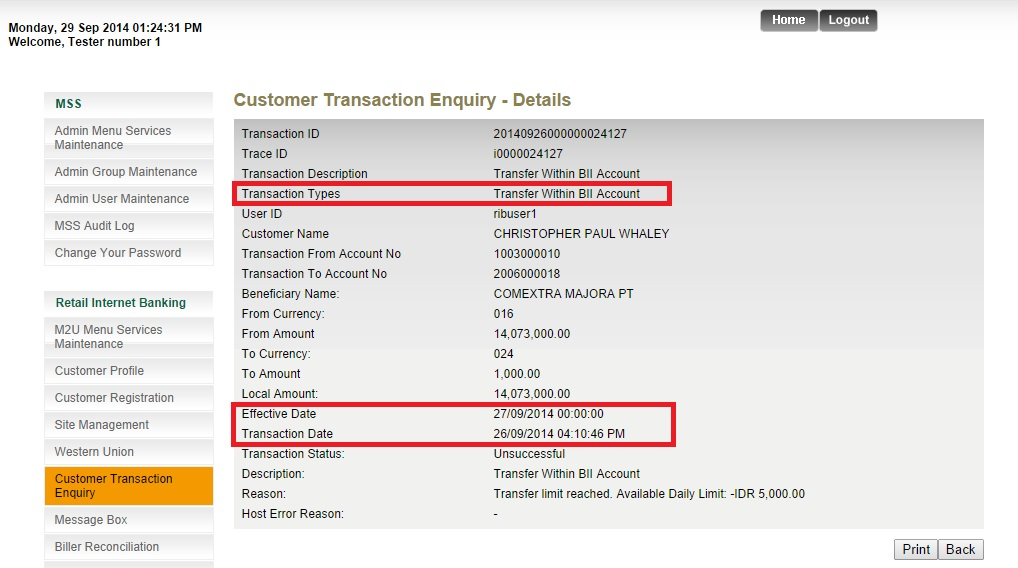 Monday, 29 Sep 2014 01:24:31 PM
Welcome, Tester number 1
Home Logout
MSS
Admin Menu Services
Maintenance
Admin Group Maintenance
Admin User Maintenance
MSS Audit Log
Change Your Password
Retail Internet Banking
M2U Menu Services
Maintenance
Customer Profile
Customer Registration
Site Management
Western Union
Customer Transaction
Enquiry
Message Box
Biller Reconciliation
Customer Transaction Enquiry - Details
Transaction ID 20140926000000024127
Trace ID i0000024127
Transaction Description Transfer Within BII Account
Transaction Types Transfer Within BII Account
User ID ribuser1
Customer Name CHRISTOPHER PAUL WHALEY
Transaction From Account No 1003000010
Transaction To Account No 2006000018
Beneficiary Name: COMEXTRA MAJORA PT
From Currency: 016
From Amount 14,073,000.00
To Currency: 024
To Amount 1,000.00
Local Amount: 14,073,000.00
Effective Date 27/09/2014 00:00:00
Transaction Date 26/09/2014 04:10:46 PM
Transaction Status: Unsuccessful
Description: Transfer Within BII Account
Reason: Transfer limit reached. Available Daily Limit: -IDR 5,000.00
Host Error Reason: -
Print Back